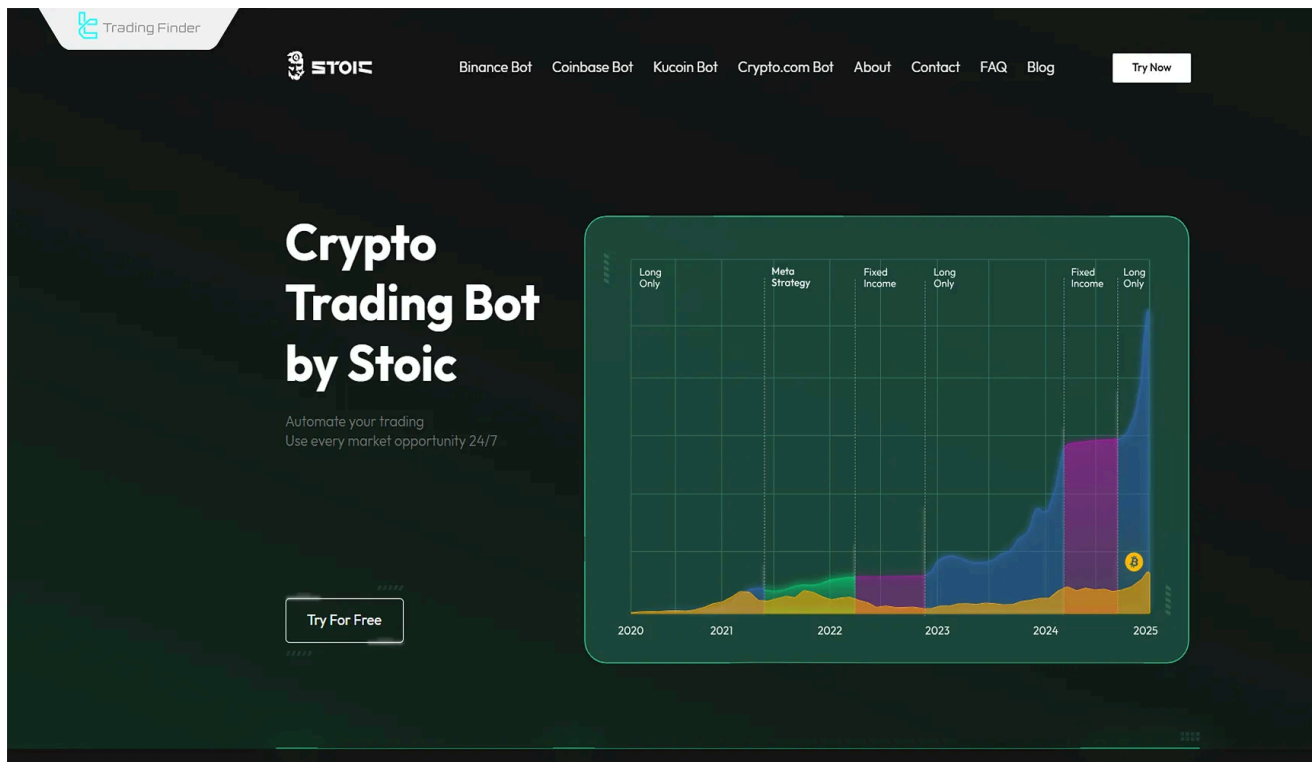 Trading Finder
STOIC
Binance Bot Coinbase Bot Kucoin Bot Crypto.com Bot About Contact FAQ Blog
Try Now
Crypto
Trading Bot
by Stoic
Automate your trading
Use every market opportunity 24/7
Try For Free
Long
Only
Meta
Strategy
Fixed
Income
Long
Only
Fixed
Income
Long
Only
2020 2021 2022 2023 2024 2025